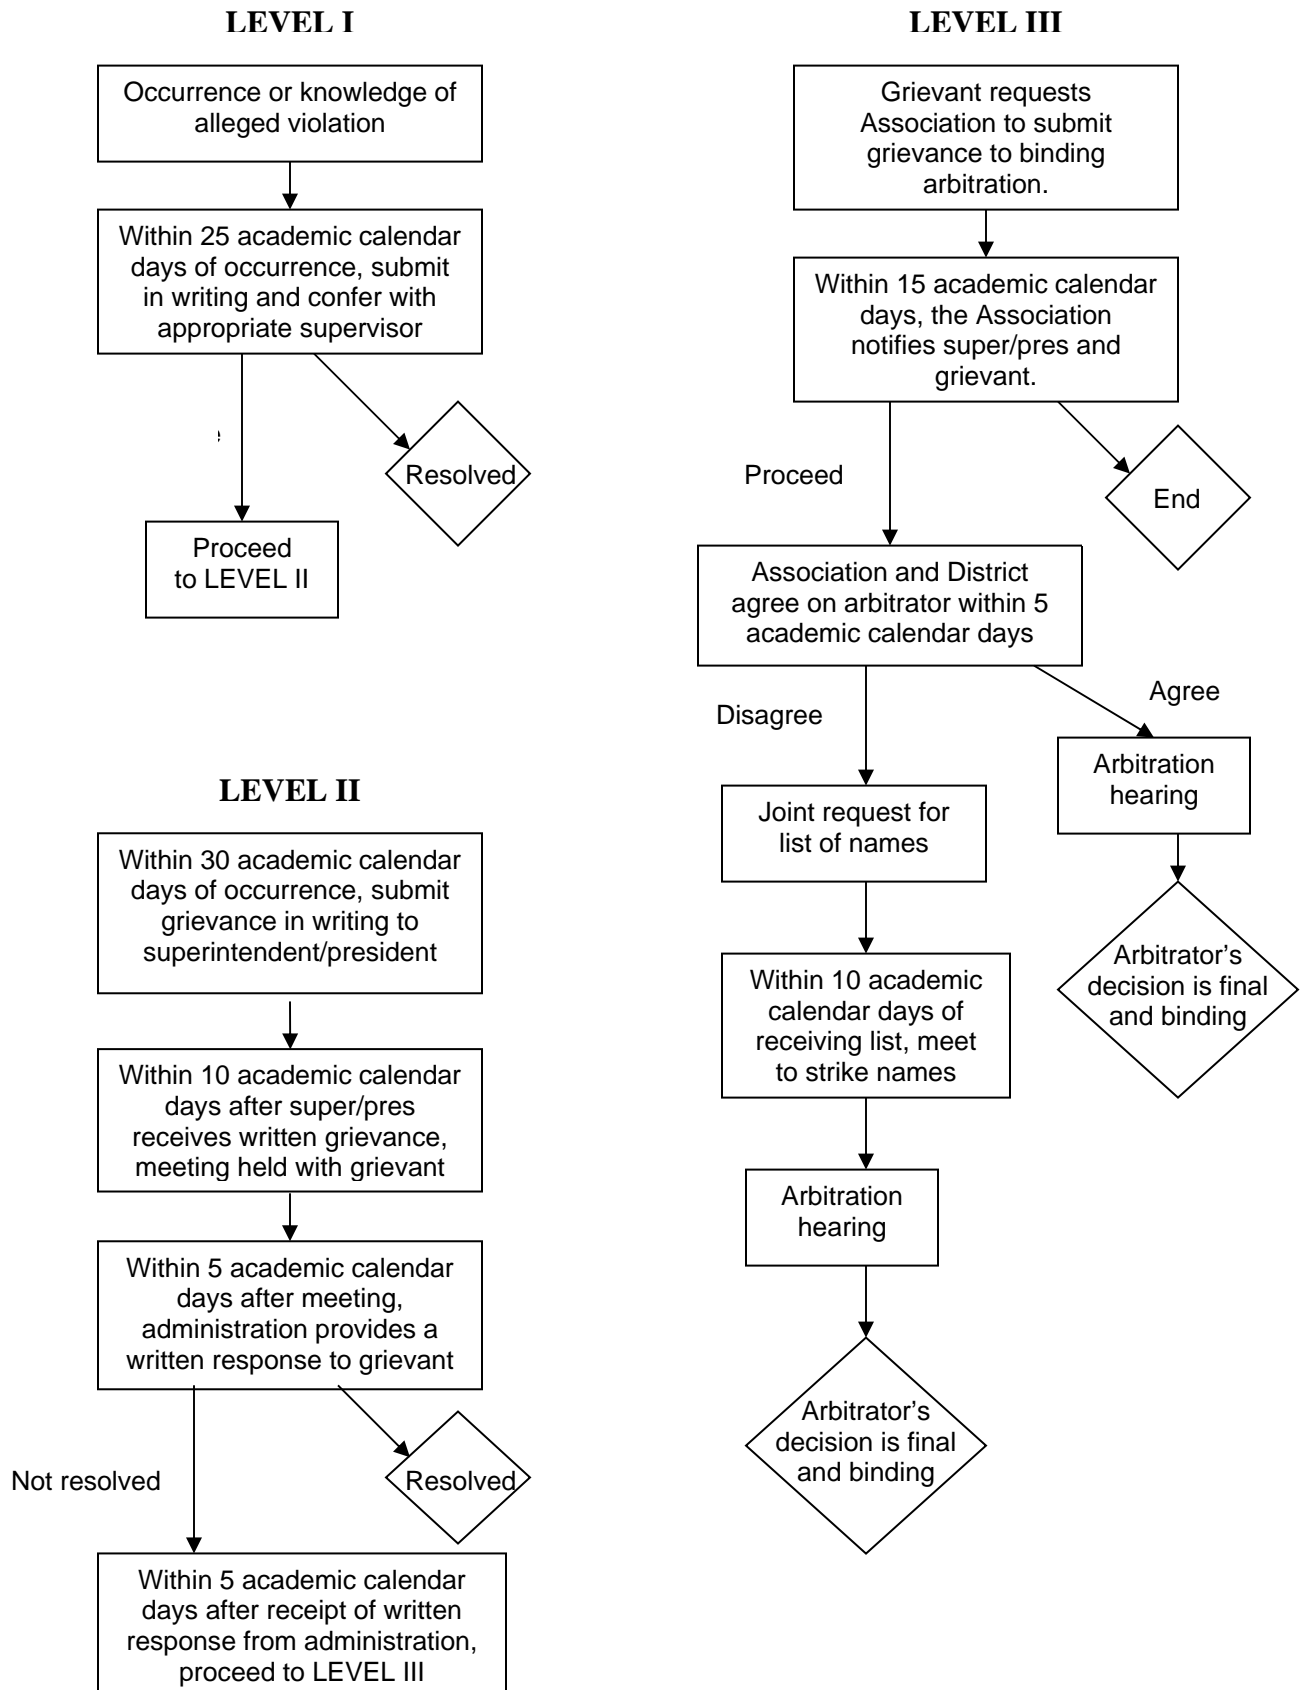 LEVEL I
Occurrence or knowledge of
alleged violation
Within 25 academic calendar
days of occurrence, submit
in writing and confer with
appropriate supervisor
Resolved
Proceed
to LEVEL II
LEVEL II
Within 30 academic calendar
days of occurrence, submit
grievance in writing to
superintendent/president
Within 10 academic calendar
days after super/pres
receives written grievance,
meeting held with grievant
Within 5 academic calendar
days after meeting,
administration provides a
written response to grievant
Not resolved
Resolved
Within 5 academic calendar
days after receipt of written
response from administration,
proceed to LEVEL III
LEVEL III
Grievant requests
Association to submit
grievance to binding
arbitration.
Within 15 academic calendar
days, the Association
notifies super/pres and
grievant.
Proceed
End
Association and District
agree on arbitrator within 5
academic calendar days
Disagree
Agree
Arbitration
hearing
Arbitrator’s
decision is final
and binding
Joint request for
list of names
Within 10 academic
calendar days of
receiving list, meet
to strike names
Arbitration
hearing
Arbitrator’s
decision is final
and binding